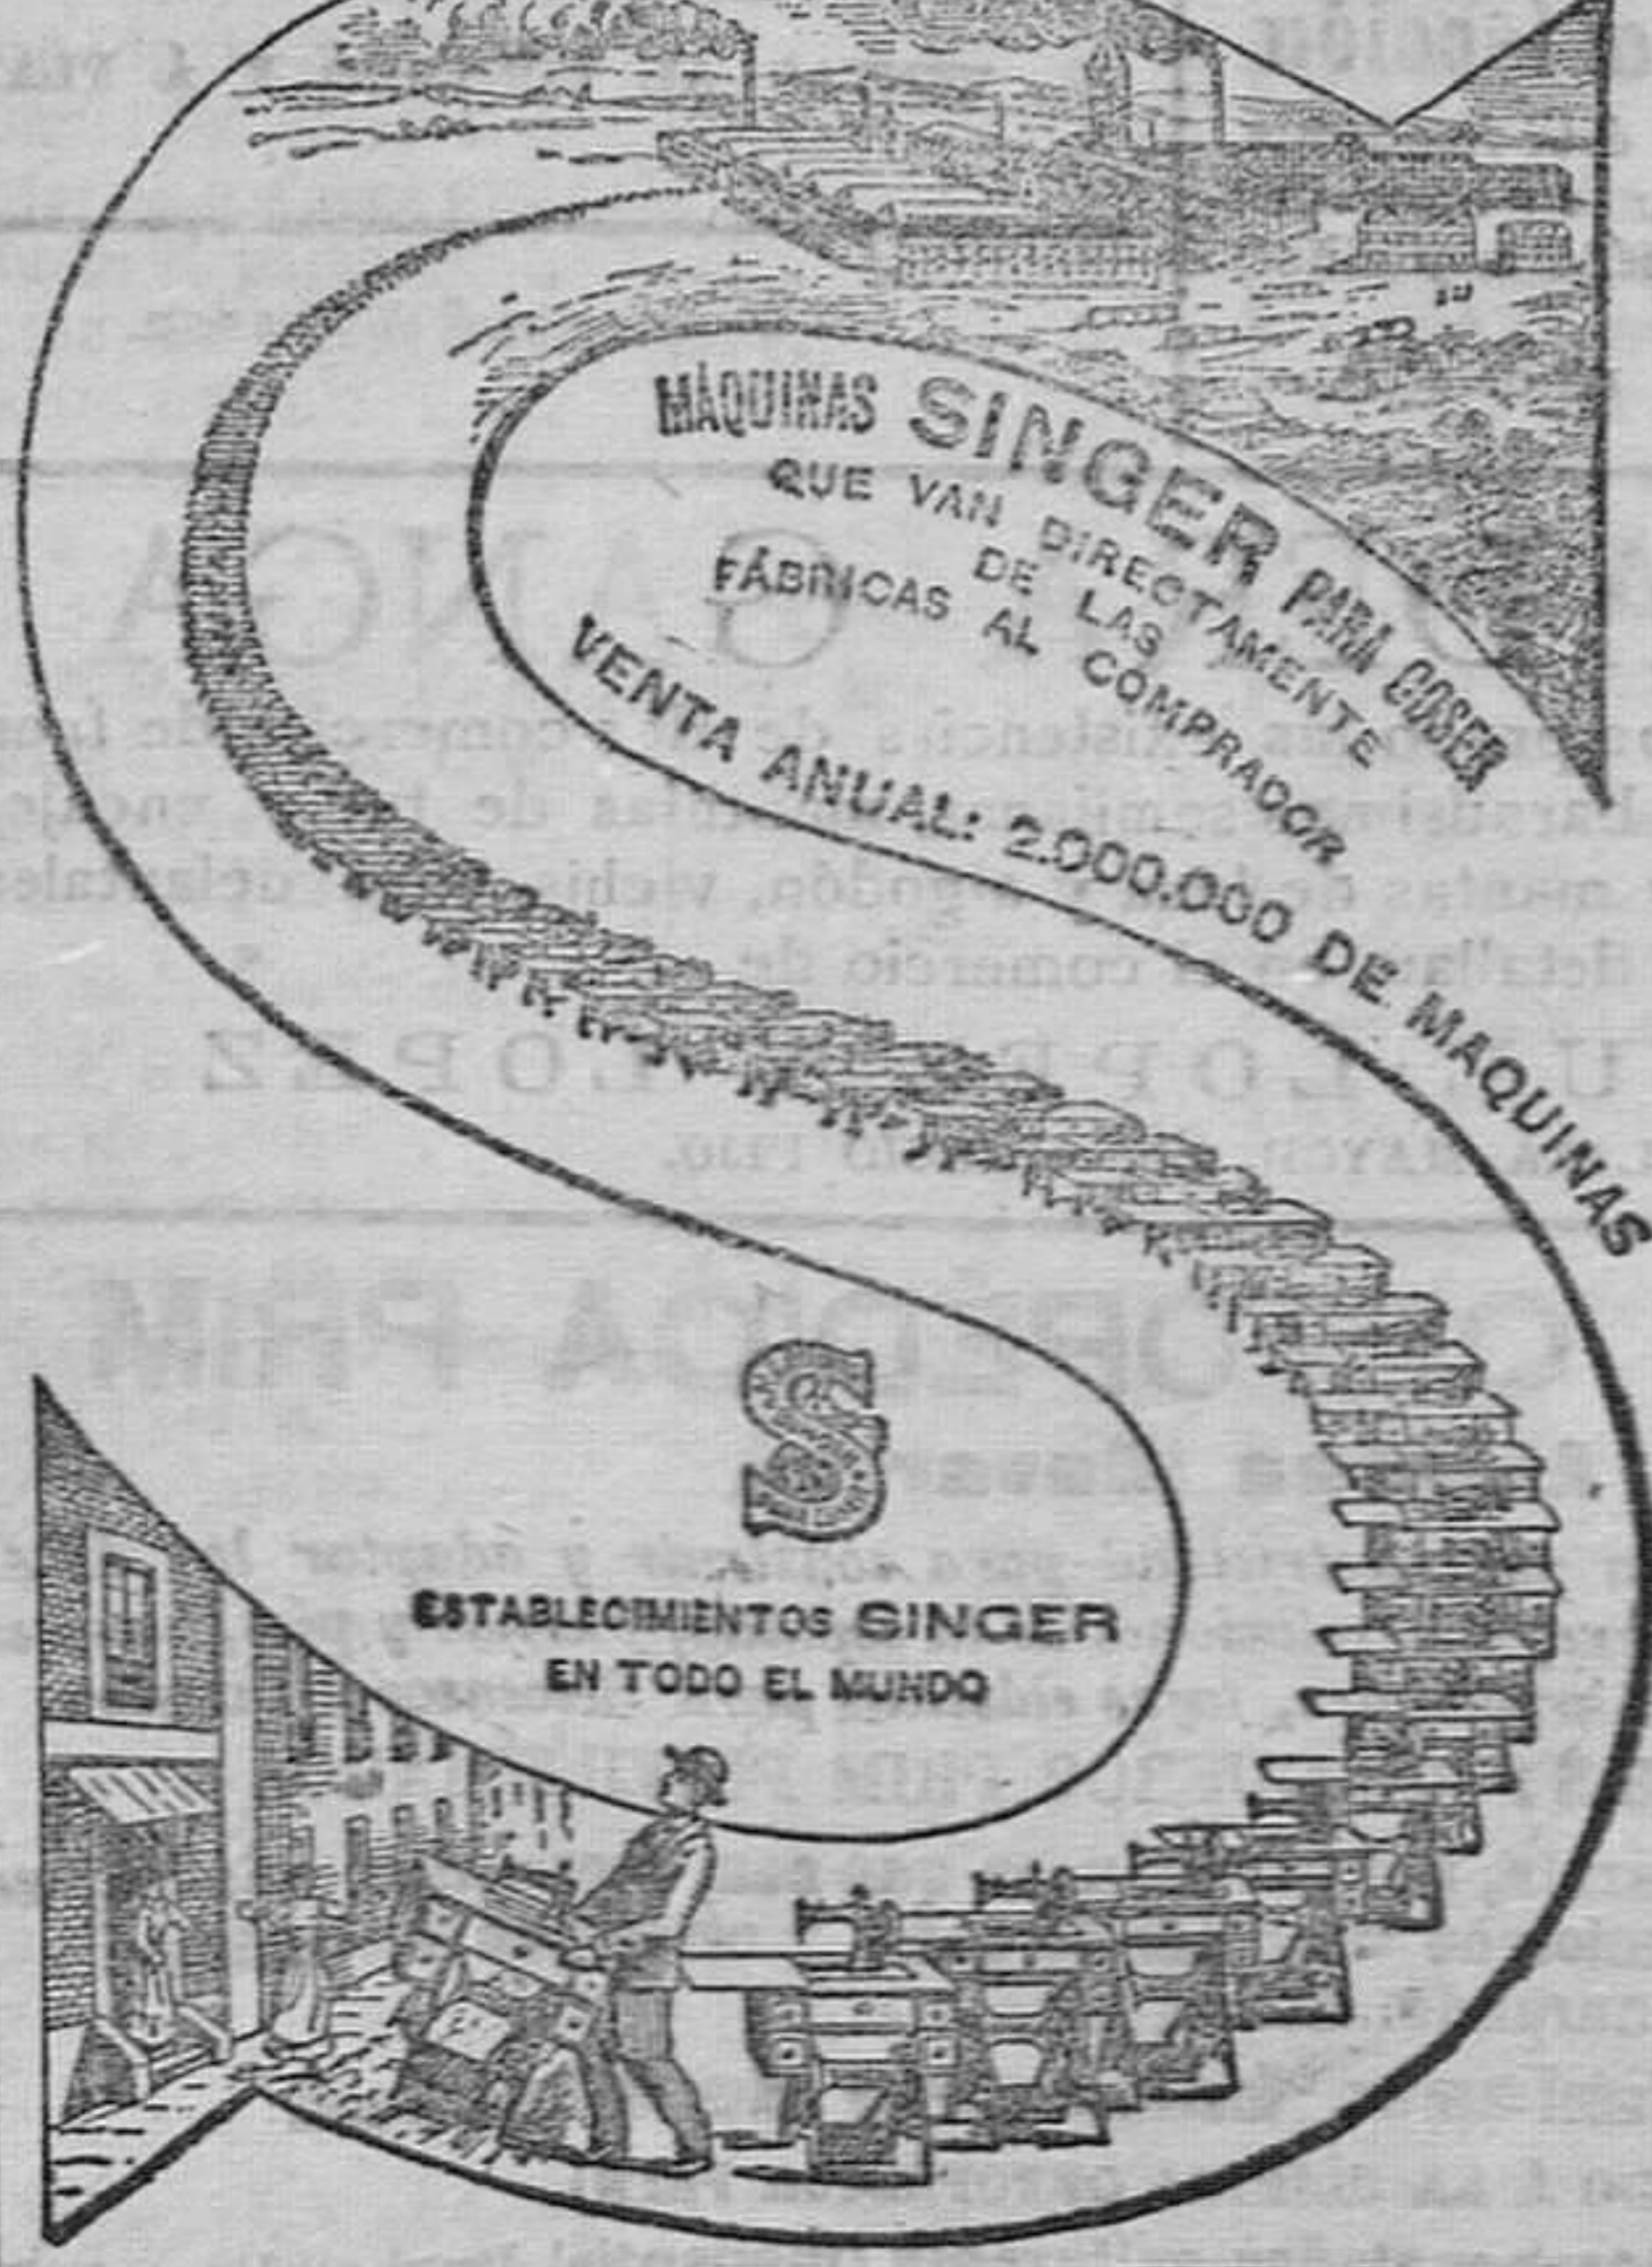 MÁQUINAS SINGER PARA COSER
QUE VAN DIRECTAMENTE
DE LAS
FÁBRICAS AL COMPRADOR
VENTA ANUAL: 2.000.000 DE MAQUINAS
S
ESTABLECIMIENTOS SINGER
EN TODO EL MUNDO